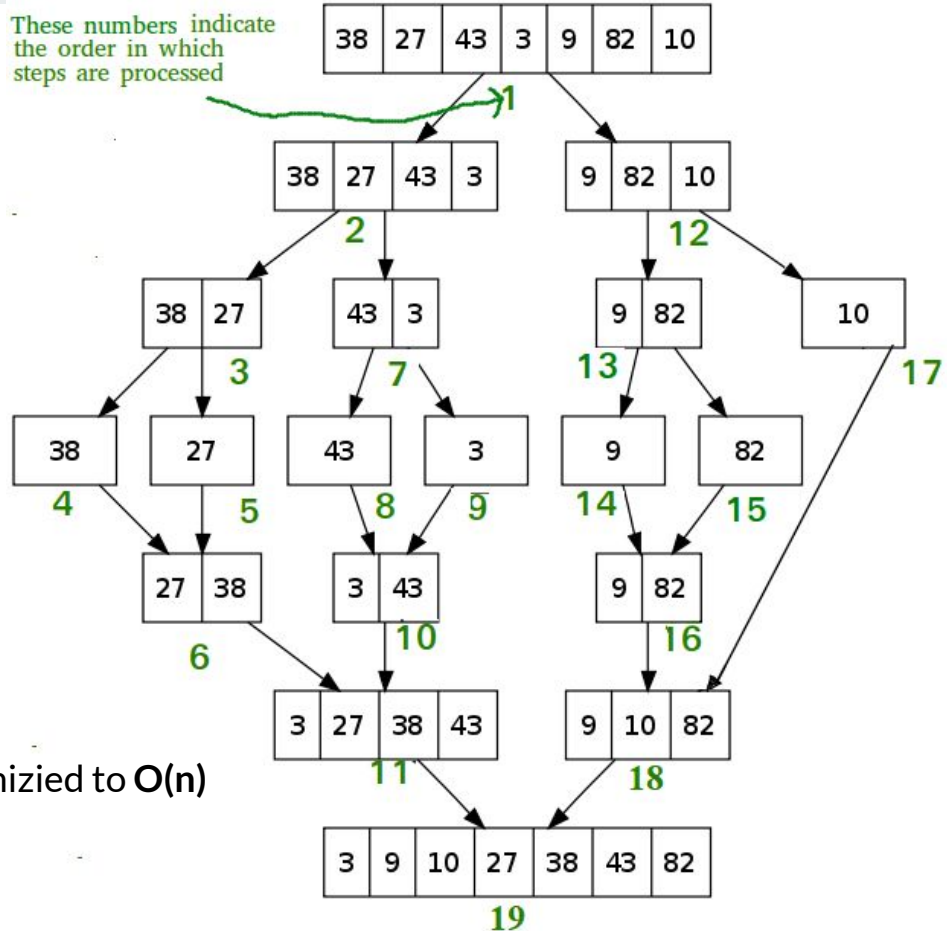 These numbers indicate
the order in which
steps are processed
38 27 43 3 9 82 10
1
38 27 43 3 9 82 10
2 12
38 27 43 3 9 82 10
3 7 13 17
38 27 43 3 9 82
4 5 8 9 14 15
27 38 3 43 9 82
6 10 16
3 27 38 43 9 10 82
11 18
nizied to O(n)
3 9 10 27 38 43 82
19